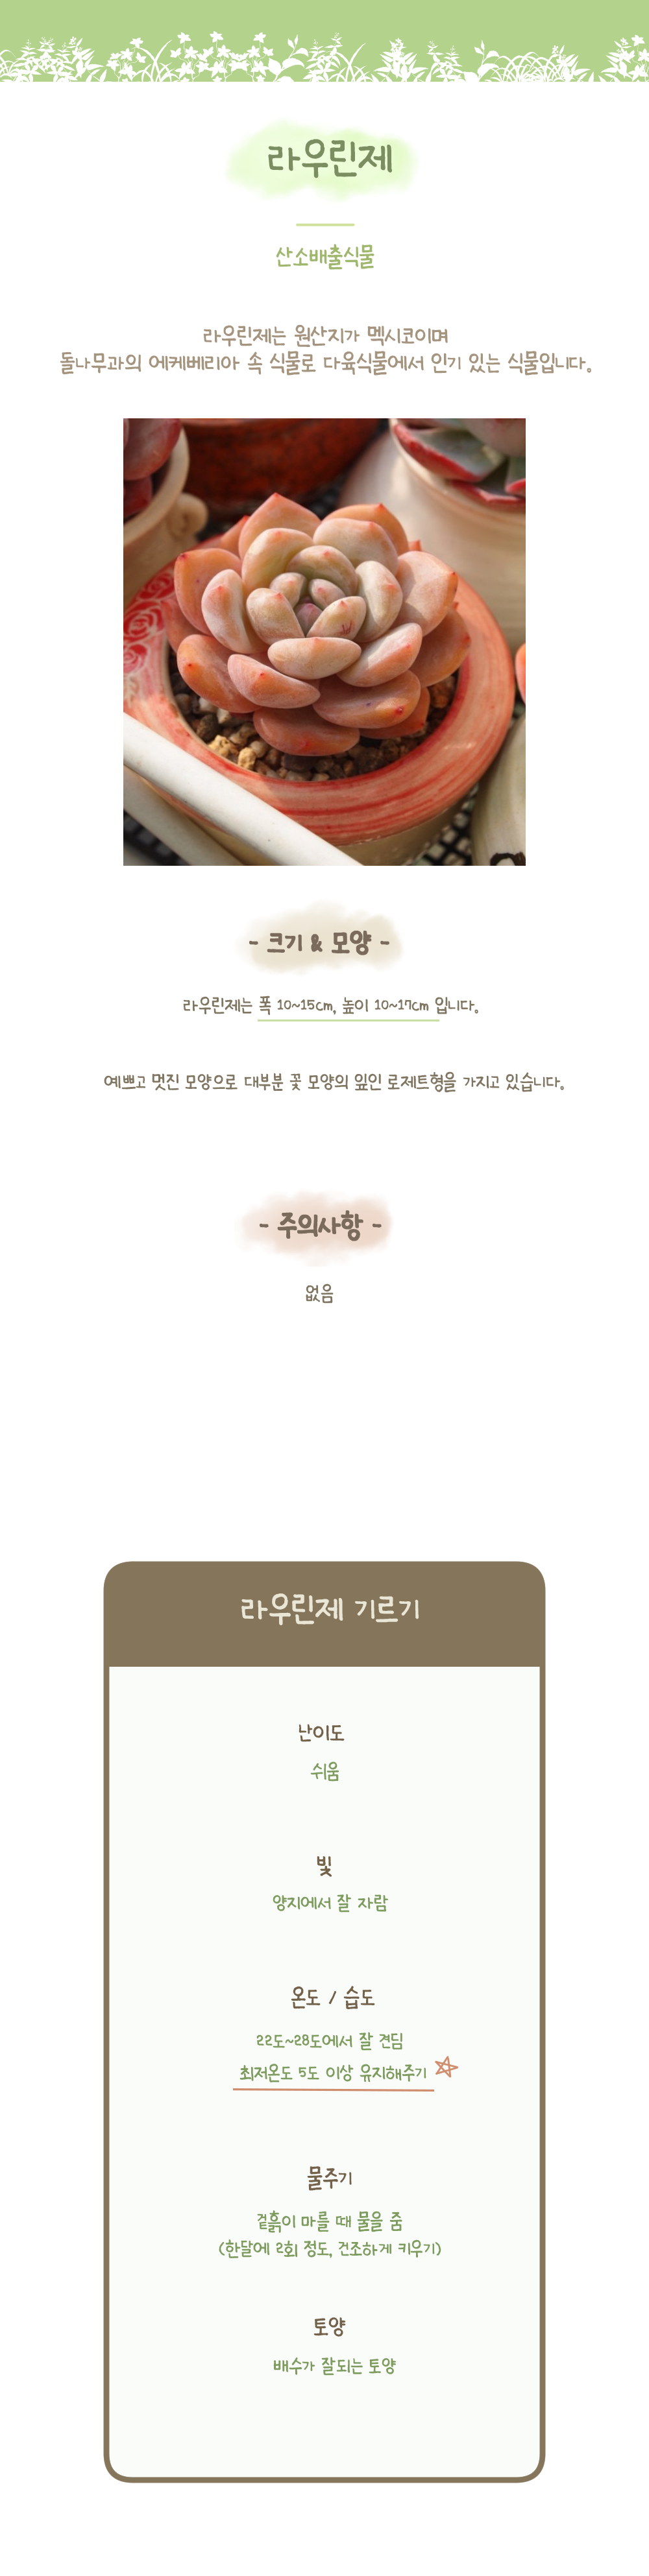 라우린제
산소배출식물
라우린제는 원산지가 멕시코이며
돌나무과의 에케베리아 속 식물로 다육식물에서 인기 있는 식물입니다.
- 크기 & 모양 -
라우린제는 폭 10~15cm, 높이 10~17cm 입니다.
예쁘고 멋진 모양으로 대부분 꽃 모양의 잎인 로제트형을 가지고 있습니다.
- 주의사항 -
없음
라우린제 기르기
난이도
쉬움
빛
양지에서 잘 자람
온도 / 습도
22도~28도에서 잘 견딤
최저온도 5도 이상 유지해주기
물주기
겉흙이 마를 때 물을 줌
(한달에 2회 정도, 건조하게 키우기)
토양
배수가 잘되는 토양